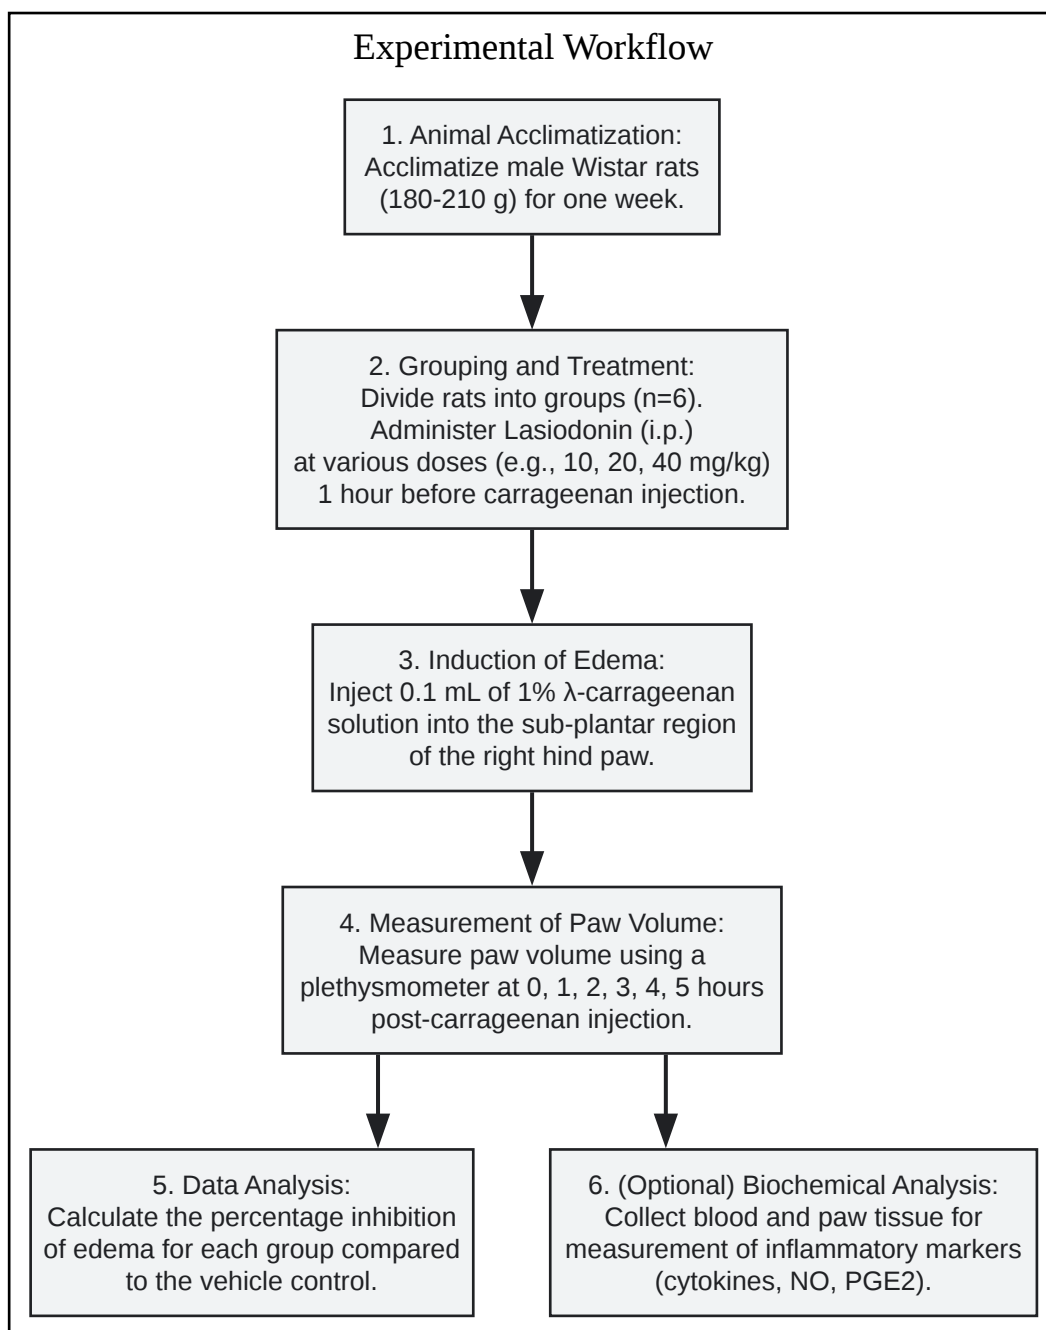 Experimental Workflow
1. Animal Acclimatization:
Acclimatize male Wistar rats
(180-210 g) for one week.
2. Grouping and Treatment:
Divide rats into groups (n=6).
Administer Lasiodonin (i.p.)
at various doses (e.g., 10, 20, 40 mg/kg)
1 hour before carrageenan injection.
3. Induction of Edema:
Inject 0.1 mL of 1% λ-carrageenan
solution into the sub-plantar region
of the right hind paw.
4. Measurement of Paw Volume:
Measure paw volume using a
plethysmometer at 0, 1, 2, 3, 4, 5 hours
post-carrageenan injection.
5. Data Analysis:
Calculate the percentage inhibition
of edema for each group compared
to the vehicle control.
6. (Optional) Biochemical Analysis:
Collect blood and paw tissue for
measurement of inflammatory markers
(cytokines, NO, PGE2).